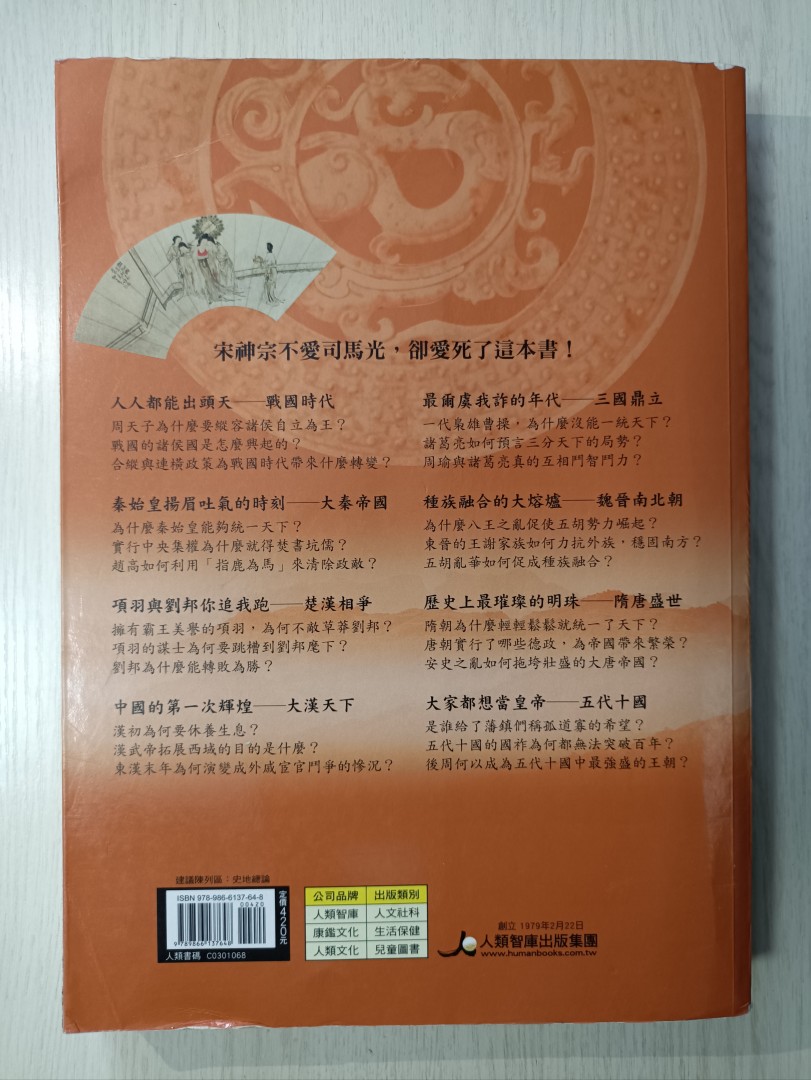 宋神宗不愛司馬光，卻愛死了這本書！
人人都能出頭天——戰國時代
周天子為什麼要縱容諸侯自立為王？
戰國的諸侯國是怎麼興起的？
合縱與連橫政策為戰國時代帶來什麼轉變？
秦始皇揚眉吐氣的時刻——大秦帝國
為什麼秦始皇能夠統一天下？
實行中央集權為什麼就得焚書坑儒？
趙高如何利用「指鹿為馬」來清除政敵？
項羽與劉邦你追我跑——楚漢相爭
擁有霸王美譽的項羽，為何不敵草莽劉邦？
項羽的謀士為何要跳槽到劉邦麾下？
劉邦為什麼能轉敗為勝？
中國的第一次輝煌——大漢天下
漢初為何要休養生息？
漢武帝拓展西域的目的是什麼？
東漢末年為何演變成外戚宦官鬥爭的慘況？
最爾虞我詐的年代——三國鼎立
一代梟雄曹操，為什麼沒能一統天下？
諸葛亮如何預言三分天下的局勢？
周瑜與諸葛亮真的互相鬥智鬥力？
種族融合的大熔爐——魏晉南北朝
為什麼八王之亂促使五胡勢力崛起？
東晉的王謝家族如何力抗外族，穩固南方？
五胡亂華如何促成種族融合？
歷史上最璀璨的明珠——隋唐盛世
隋朝為什麼輕輕鬆鬆就統一了天下？
唐朝實行了哪些德政，為帝國帶來繁榮？
安史之亂如何拖垮壯盛的大唐帝國？
大家都想當皇帝——五代十國
是誰給了藩鎮們稱孤道寡的希望？
五代十國的國祚為何都無法突破百年？
後周何以成為五代十國中最強盛的王朝？
建議陳列區：史地總論
ISBN 978-986-6137-64-8
00420
9789866137648
人類書碼 C0301068
定價420元
公司品牌 出版類別
人類智庫 人文社科
康鑑文化 生活保健
人類文化 兒童圖書
創立 1979年2月22日
人類智庫出版集團
www.humanbooks.com.tw